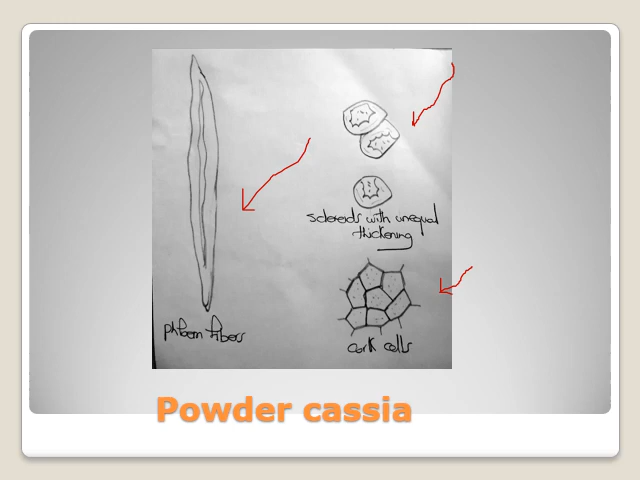 sclereids with unequal
thickening
phloem fibers
cork cells
Powder cassia